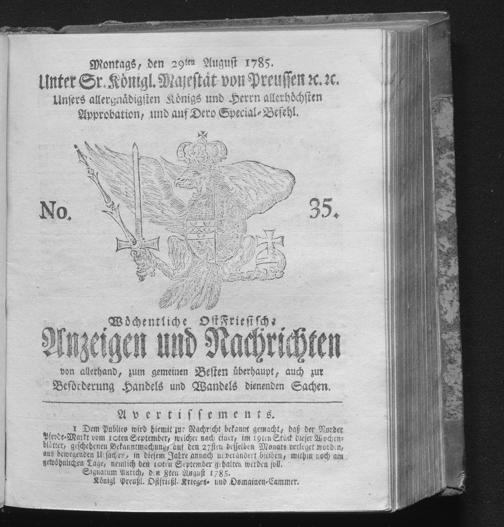 Montags, den 29sten August 1785.
Unter Sr. Königl. Majestät von Preussen ꝛc. ꝛc.
Unsers allergnädigsten Königs und Herrn allerhöchsten
Approbation, und auf Dero Special-Befehl.
No. 35.
Wöchentliche OstFriesische
Anzeigen und Nachrichten
von allerhand, zum gemeinen Besten überhaupt, auch zur
Beförderung Handels und Wandels dienenden Sachen.
Avertissements.
1 Dem Publico wird hiemit zur Nachricht bekannt gemacht, daß der Norder
Pferde-Markt vom 10ten September, welcher nach einer, im 19ten Stück dieser Wochen-
blätter, geschehenen Bekanntmachung, auf den 27sten desselben Monats verleget worden,
aus bewegenden Ursachen, in diesem Jahre annoch unverändert bleiben, mithin noch am
gewöhnlichen Tage, nemlich den 10ten September gehalten werden soll.
Signatum Aurich, den 8ten August 1785.
Königl. Preußl. Ostfriesl. Krieges- und Domainen-Cammer.